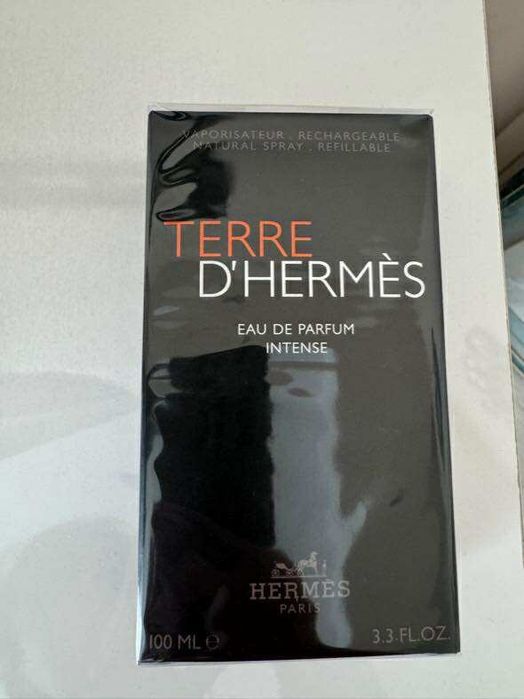 VAPORISATEUR . RECHARGEABLE
NATURAL SPRAY . REFILLABLE
TERRE
D'HERMÈS
EAU DE PARFUM
INTENSE
HERMÈS
PARIS
100 ML ℮ 3.3 FL.OZ.